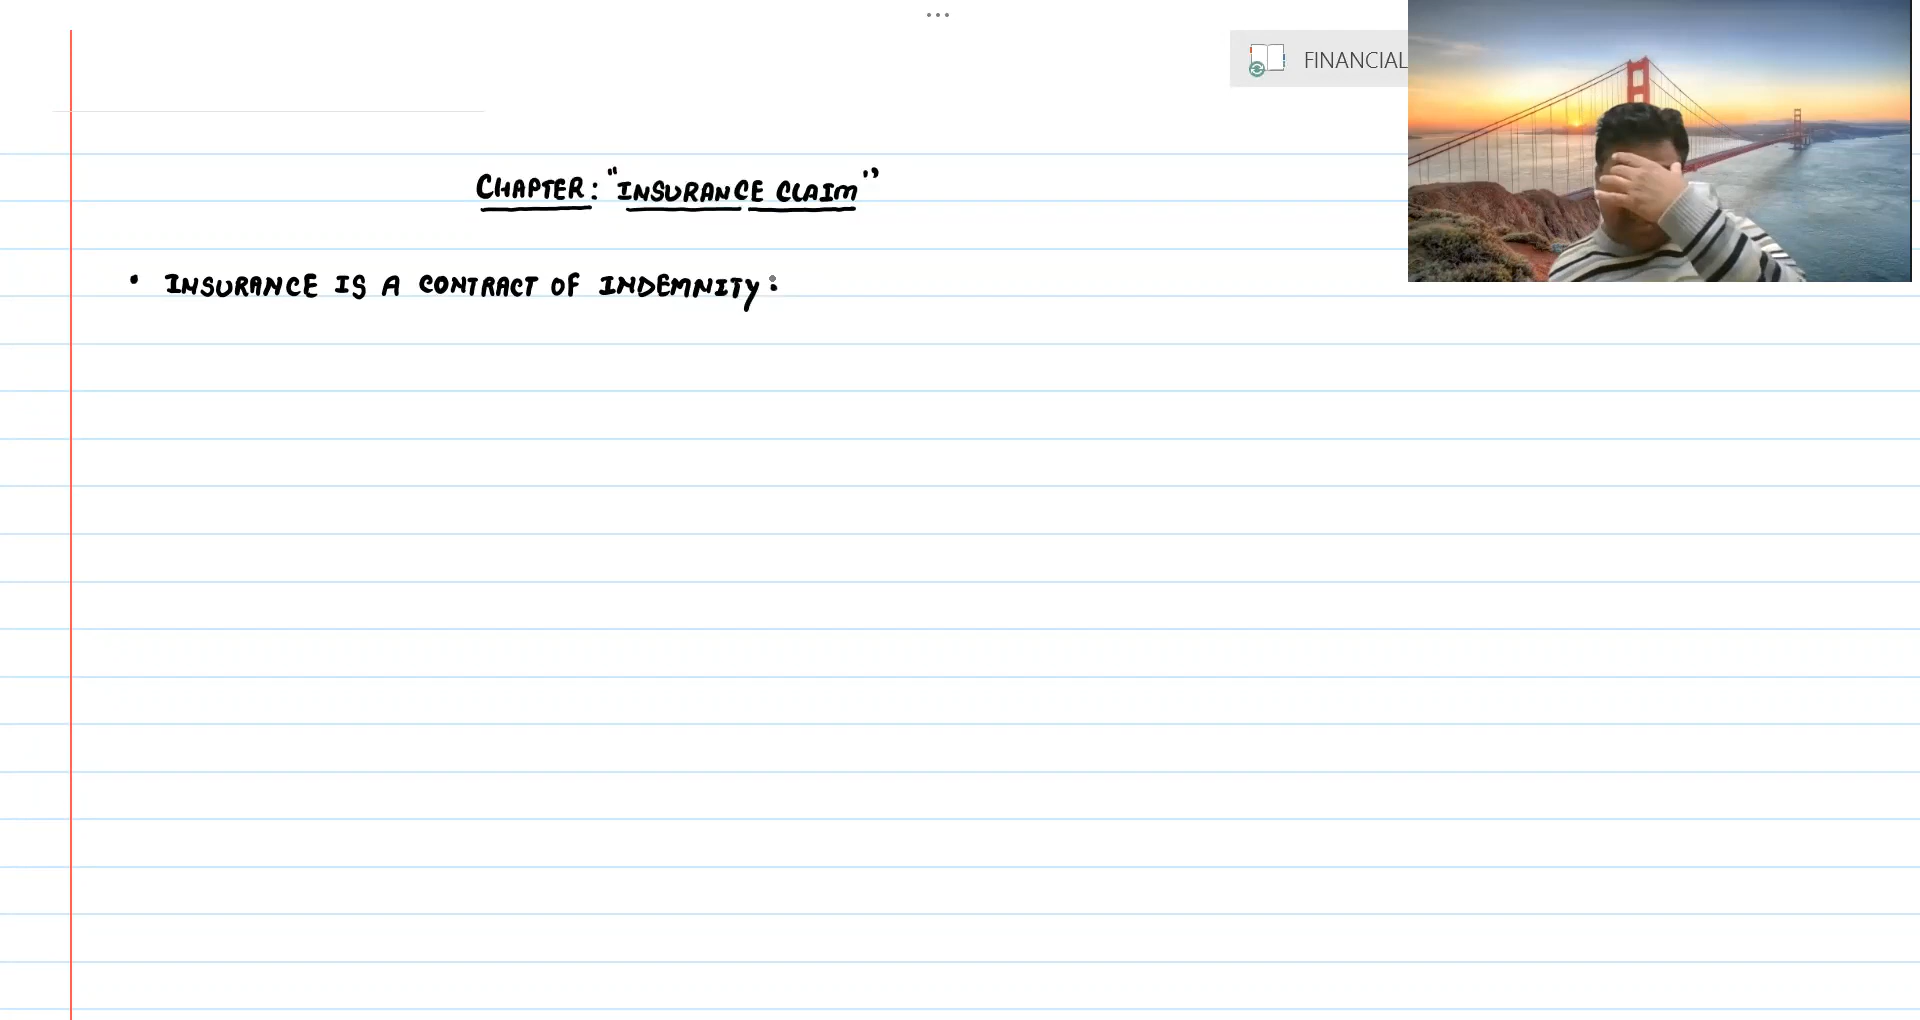 FINANCIAL
CHAPTER: "INSURANCE CLAIM"
• INSURANCE IS A CONTRACT OF INDEMNITY: